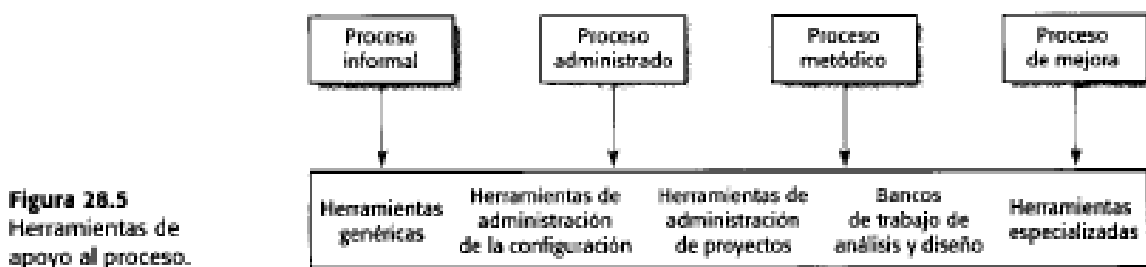 Proceso
informal
Proceso
administrado
Proceso
metódico
Proceso
de mejora
Herramientas
genéricas
Herramientas de
administración
de la configuración
Herramientas de
administración
de proyectos
Bancos
de trabajo de
análisis y diseño
Herramientas
especializadas
Figura 28.5
Herramientas de
apoyo al proceso.